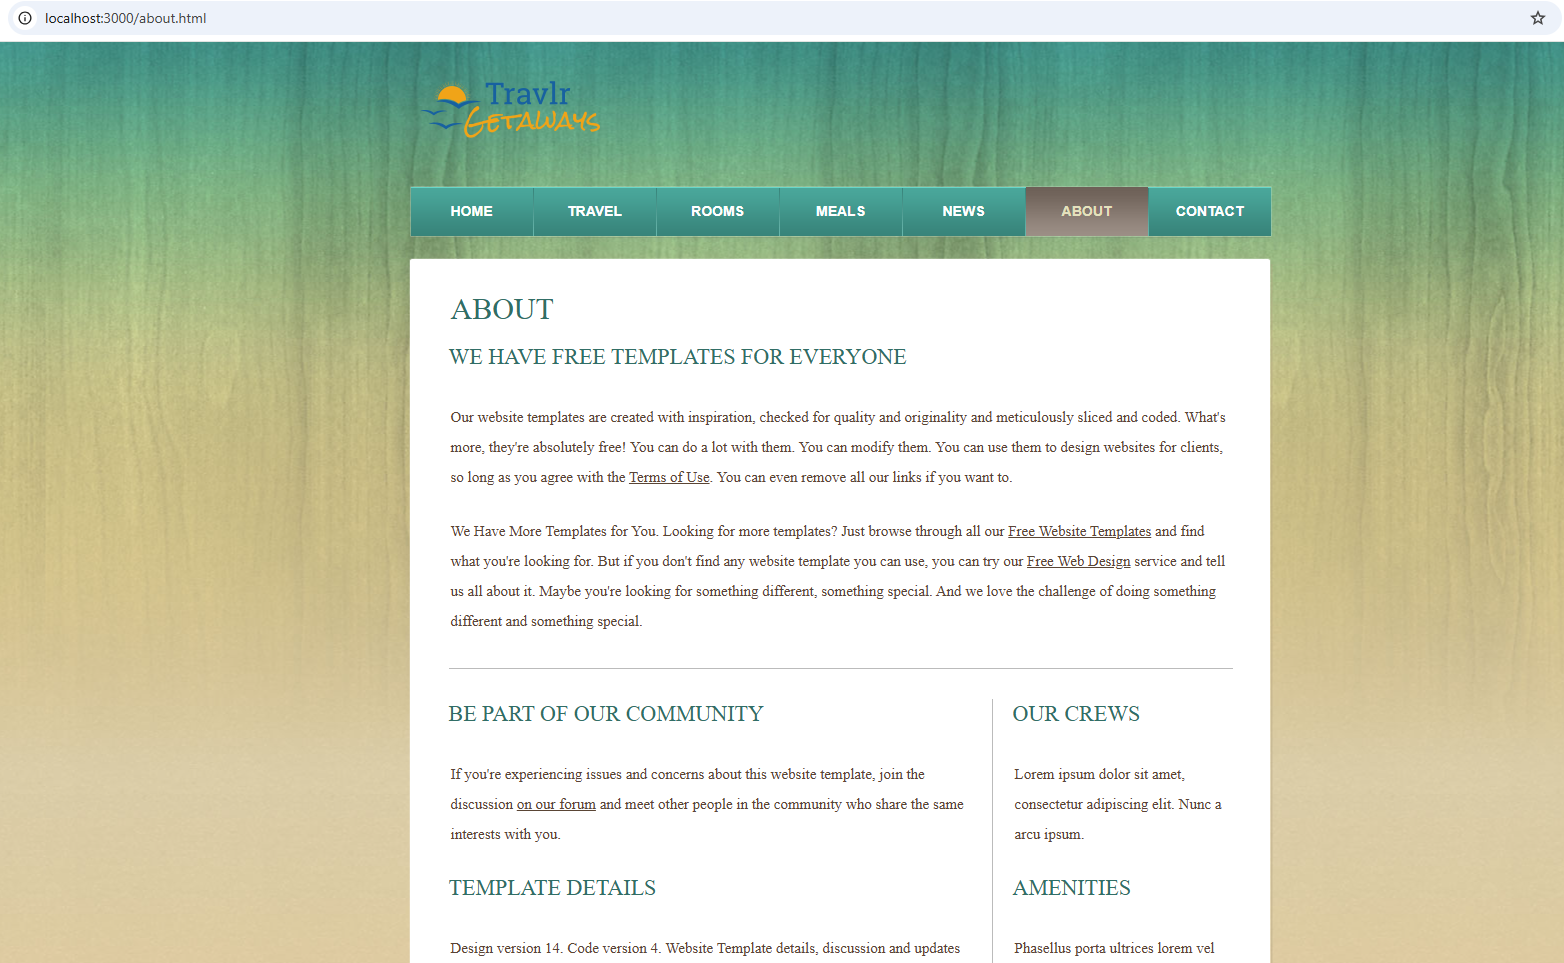 localhost:3000/about.html
Travlr
Getaways
HOME TRAVEL ROOMS MEALS NEWS ABOUT CONTACT
ABOUT
WE HAVE FREE TEMPLATES FOR EVERYONE
Our website templates are created with inspiration, checked for quality and originality and meticulously sliced and coded. What's
more, they're absolutely free! You can do a lot with them. You can modify them. You can use them to design websites for clients,
so long as you agree with the Terms of Use. You can even remove all our links if you want to.
We Have More Templates for You. Looking for more templates? Just browse through all our Free Website Templates and find
what you're looking for. But if you don't find any website template you can use, you can try our Free Web Design service and tell
us all about it. Maybe you're looking for something different, something special. And we love the challenge of doing something
different and something special.
BE PART OF OUR COMMUNITY
If you're experiencing issues and concerns about this website template, join the
discussion on our forum and meet other people in the community who share the same
interests with you.
TEMPLATE DETAILS
Design version 14. Code version 4. Website Template details, discussion and updates
OUR CREWS
Lorem ipsum dolor sit amet,
consectetur adipiscing elit. Nunc a
arcu ipsum.
AMENITIES
Phasellus porta ultrices lorem vel